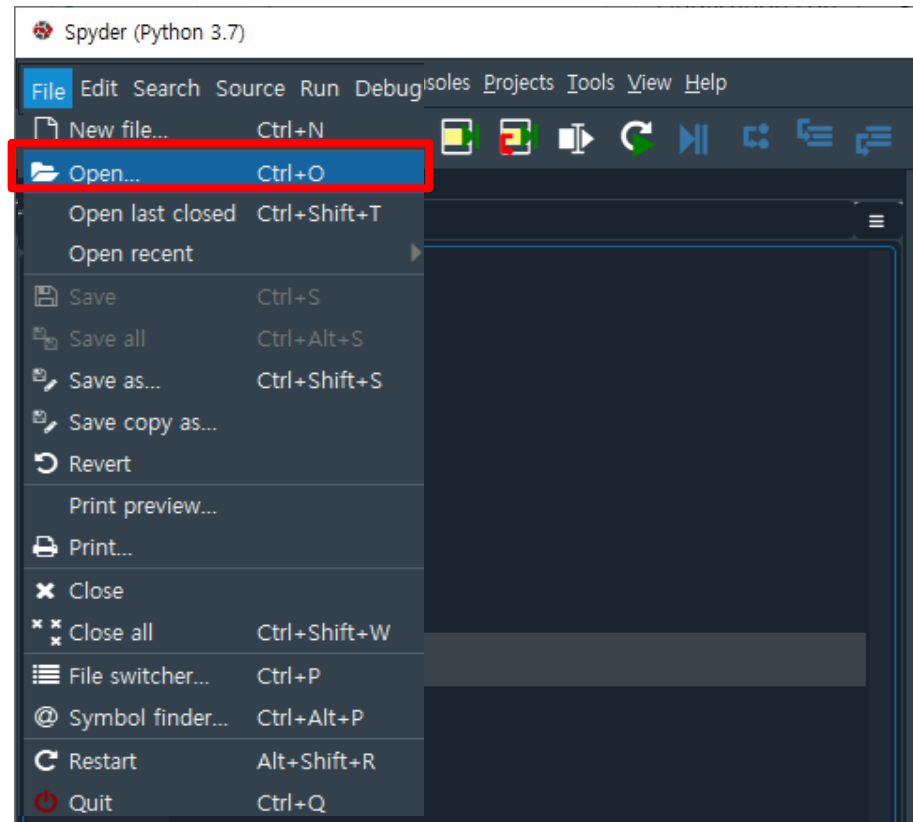 Spyder (Python 3.7)
File Edit Search Source Run Debug nsoles Projects Tools View Help
New file... Ctrl+N
Open... Ctrl+O
Open last closed Ctrl+Shift+T
Open recent
Save Ctrl+S
Save all Ctrl+Alt+S
Save as... Ctrl+Shift+S
Save copy as...
Revert
Print preview...
Print...
Close
Close all Ctrl+Shift+W
File switcher... Ctrl+P
@ Symbol finder... Ctrl+Alt+P
Restart Alt+Shift+R
Quit Ctrl+Q